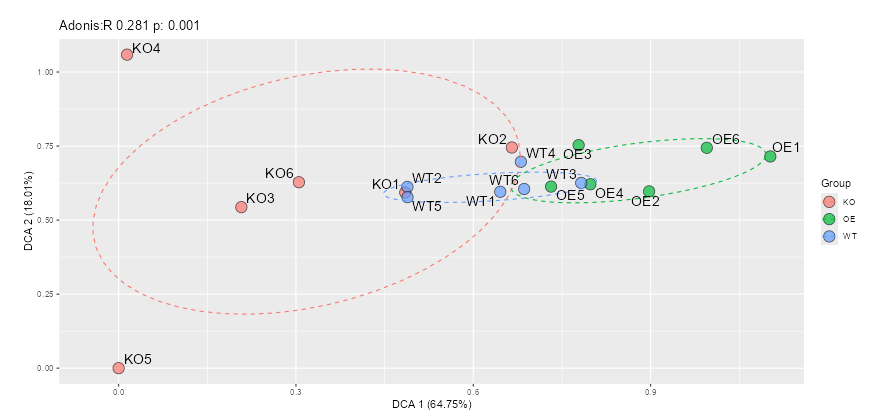 Adonis:R 0.281 p: 0.001
KO4
KO2
WT4
OE3
OE6
OE1
KO6
KO1
WT2
WT6
WT3
KO3
WT5
WT1
OE5
OE4
OE2
KO5
1.00
0.75
0.50
0.25
0.00
DCA 2 (18.01%)
0.0
0.3
0.6
0.9
DCA 1 (64.75%)
Group
KO
OE
WT